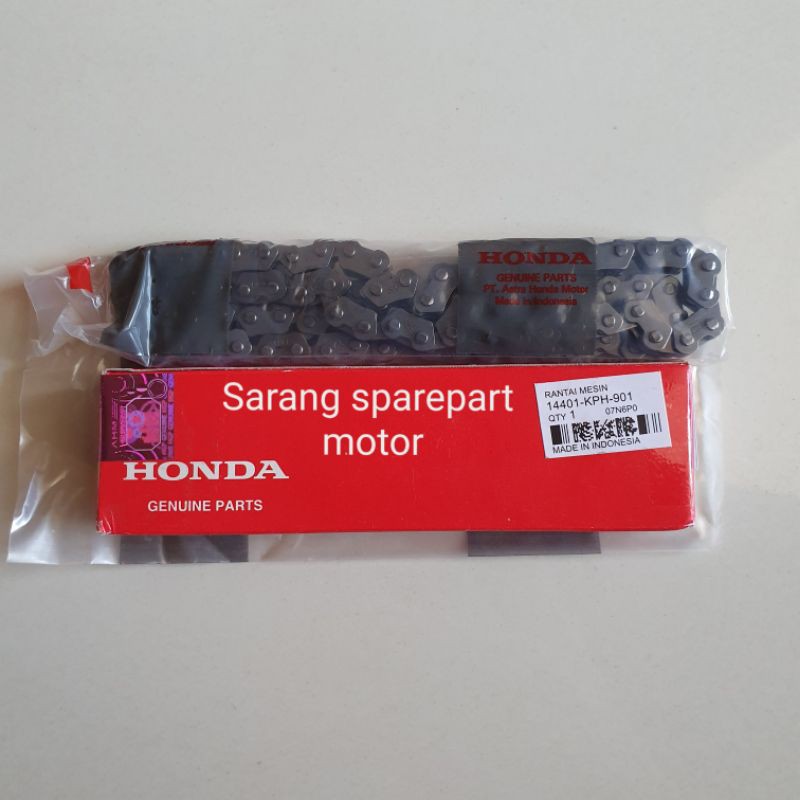 HONDA
GENUINE PARTS
PT. Astra Honda Motor
Made in Indonesia
Sarang sparepart
motor
RANTAI MESIN
14401-KPH-901
QTY 1 07N6P0
MADE IN INDONESIA
AHM
HONDA
GENUINE PARTS